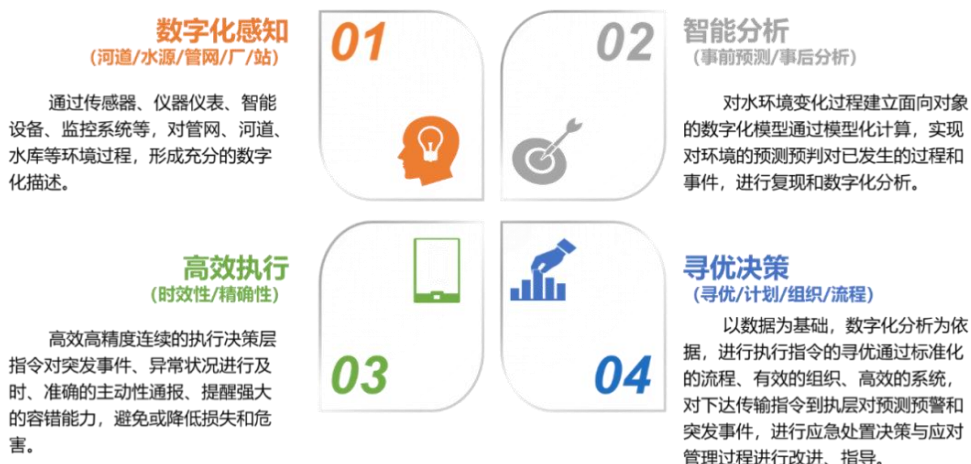 数字化感知
(河道/水源/管网/厂/站)
通过传感器、仪器仪表、智能
设备、监控系统等，对管网、河道、
水库等环境过程，形成充分的数字
化描述。
01
02
智能分析
(事前预测/事后分析)
对水环境变化过程建立面向对象
的数字化模型通过模型化计算，实现
对环境的预测预判对已发生的过程和
事件，进行复现和数字化分析。
高效执行
(时效性/精确性)
高效高精度连续的执行决策层
指令对突发事件、异常状况进行及
时、准确的主动性通报、提醒强大
的容错能力，避免或降低损失和危
害。
03
04
寻优决策
(寻优/计划/组织/流程)
以数据为基础，数字化分析为依
据，进行执行指令的寻优通过标准化
的流程、有效的组织、高效的系统，
对下达传输指令到执层对预测预警和
突发事件，进行应急处置决策与应对
管理过程进行改进、指导。